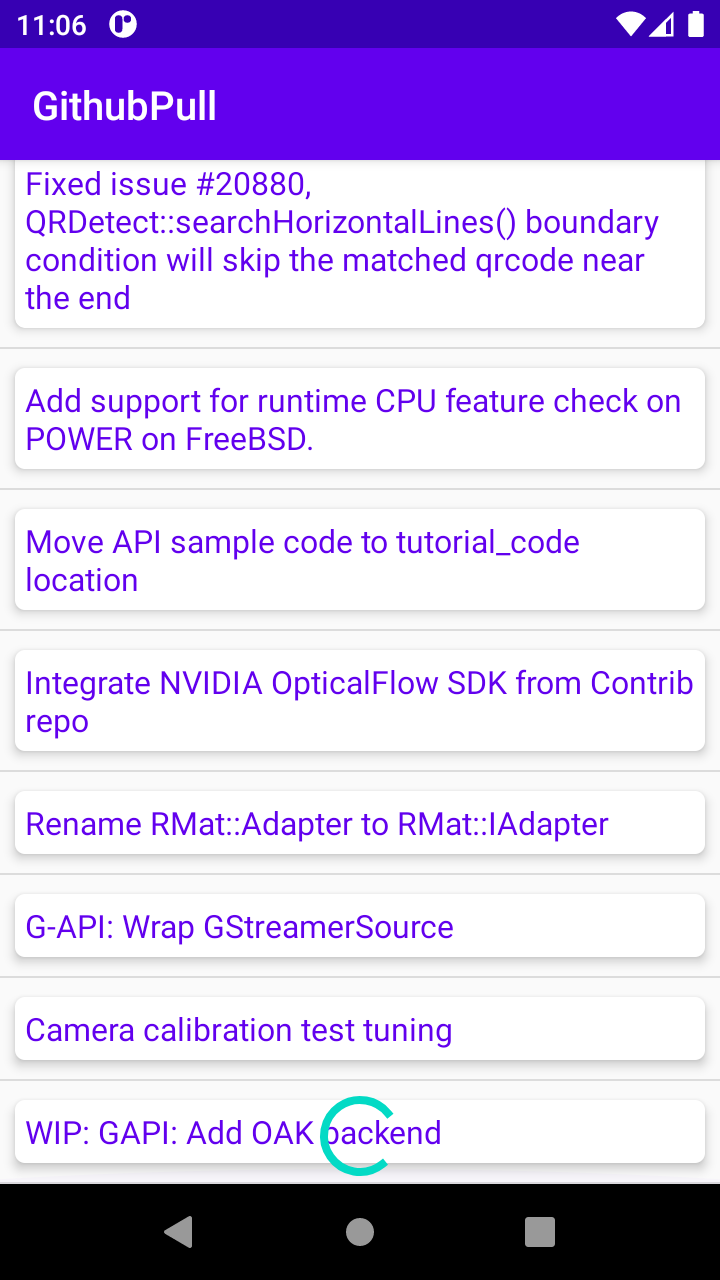 11:06
GithubPull
Fixed issue #20880,
QRDetect::searchHorizontalLines() boundary
condition will skip the matched qrcode near
the end
Add support for runtime CPU feature check on
POWER on FreeBSD.
Move API sample code to tutorial_code
location
Integrate NVIDIA OpticalFlow SDK from Contrib
repo
Rename RMat::Adapter to RMat::IAdapter
G-API: Wrap GStreamerSource
Camera calibration test tuning
WIP: GAPI: Add OAK backend